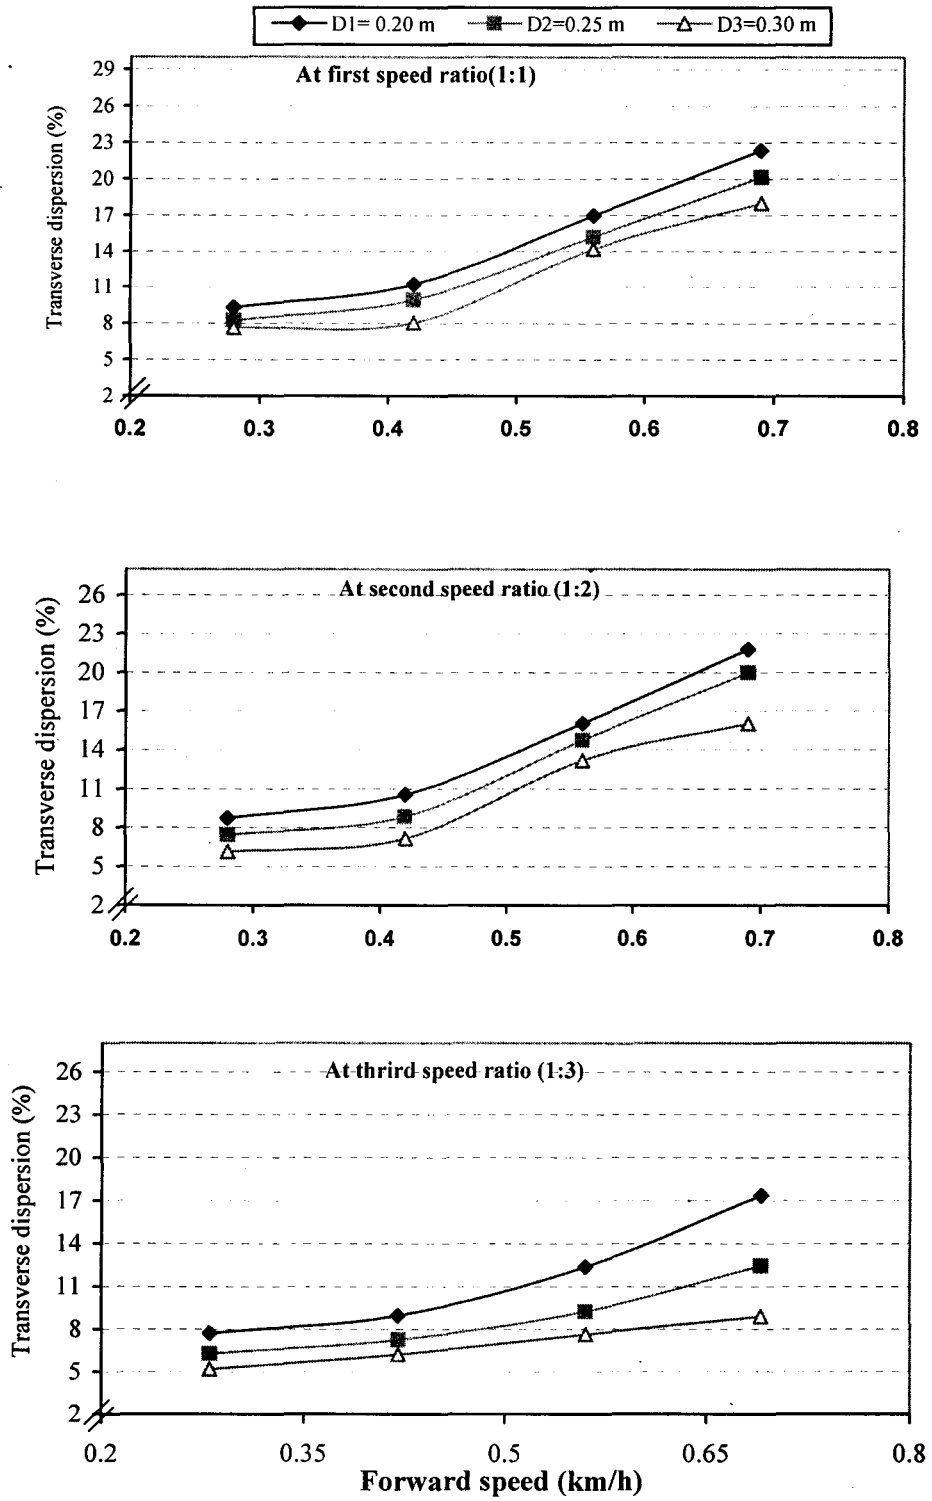 D1= 0.20 m D2=0.25 m D3=0.30 m
At first speed ratio(1:1)
Transverse dispersion (%)
29
26
23
20
17
14
11
8
5
2
0.2 0.3 0.4 0.5 0.6 0.7 0.8
At second speed ratio (1:2)
Transverse dispersion (%)
26
23
20
17
14
11
8
5
2
0.2 0.3 0.4 0.5 0.6 0.7 0.8
At thrird speed ratio (1:3)
Transverse dispersion (%)
26
23
20
17
14
11
8
5
2
0.2 0.35 0.5 0.65 0.8
Forward speed (km/h)